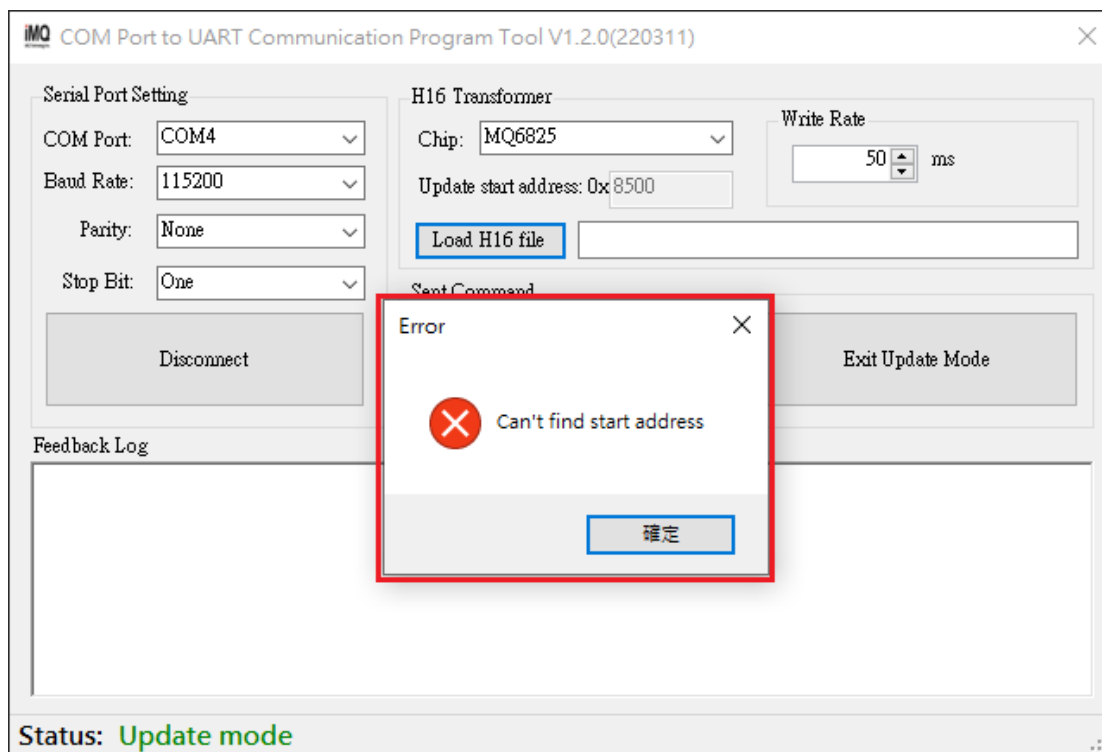 iMQ COM Port to UART Communication Program Tool V1.2.0(220311)
Serial Port Setting
COM Port: COM4
Baud Rate: 115200
Parity: None
Stop Bit: One
Disconnect
H16 Transformer
Chip: MQ6825
Update start address: 0x 8500
Load H16 file
Write Rate
50 ms
Sent Command
Exit Update Mode
Error
Can't find start address
確定
Feedback Log
Status: Update mode